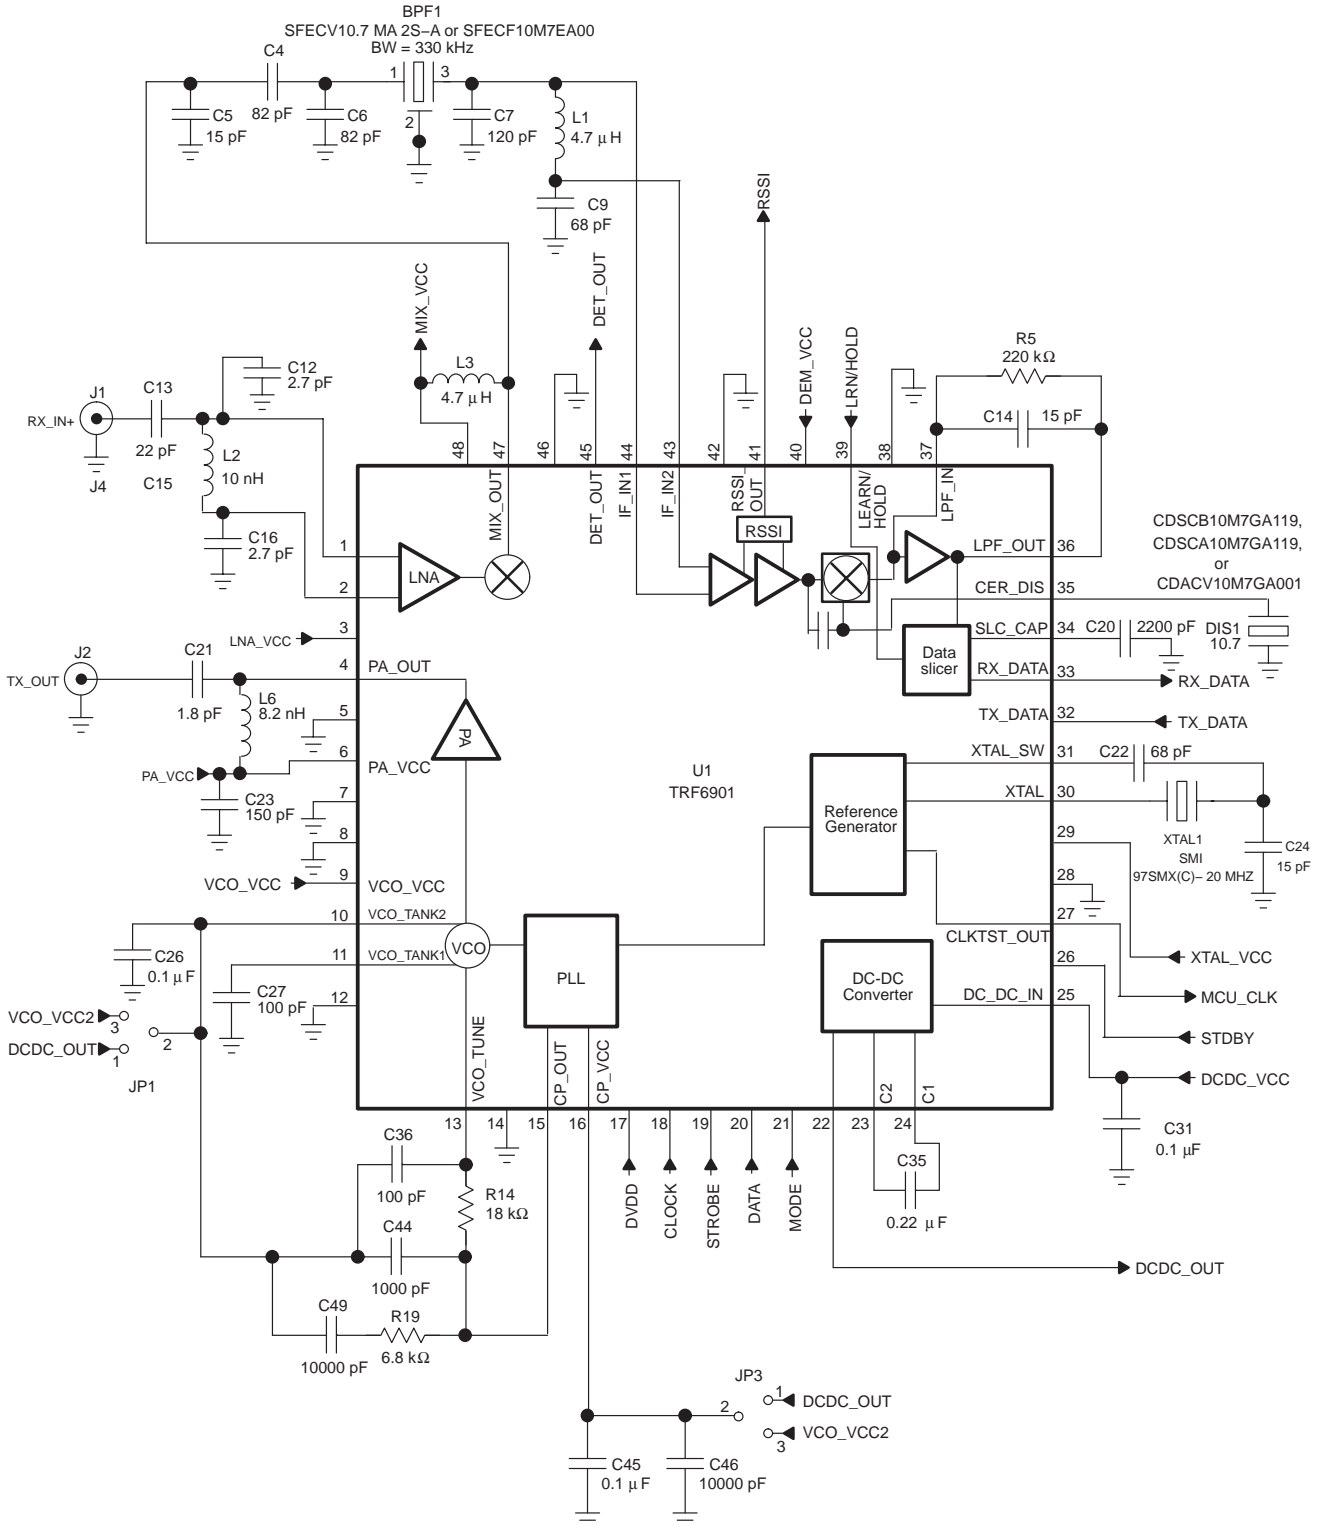 BPF1
SFECV10.7 MA 2S–A or SFECF10M7EA00
BW = 330 kHz
C4
82 pF
C5
15 pF
C6
82 pF
1
3
2
C7
120 pF
L1
4.7 μ H
C9
68 pF
MIX_VCC
L3
4.7 μ H
DET_OUT
RSSI
DEM_VCC
LRN/HOLD
R5
220 kΩ
C14
15 pF
C12
2.7 pF
J1
RX_IN+
J4
C13
22 pF
C15
L2
10 nH
C16
2.7 pF
48
47
46
45
44
43
42
41
40
39
38
37
MIX_OUT
DET_OUT
IF_IN1
IF_IN2
RSSI_
OUT
LEARN/
HOLD
LPF_IN
RSSI
LNA
1
2
LNA_VCC
3
LPF_OUT
36
CER_DIS
35
SLC_CAP
34
RX_DATA
33
Data
slicer
CDSCB10M7GA119,
CDSCA10M7GA119,
or
CDACV10M7GA001
C20
2200 pF
DIS1
10.7
RX_DATA
J2
TX_OUT
C21
1.8 pF
L6
8.2 nH
4
PA_OUT
5
PA
6
PA_VCC
PA_VCC
C23
150 pF
7
8
VCO_VCC
9
VCO_VCC
TX_DATA
32
TX_DATA
XTAL_SW
31
C22
68 pF
XTAL
30
U1
TRF6901
Reference
Generator
29
XTAL1
SMI
97SMX(C)– 20 MHZ
C24
15 pF
28
27
CLKTST_OUT
10
VCO_TANK2
VCO
11
VCO_TANK1
12
C26
0.1 μ F
C27
100 pF
VCO_VCC2
3
2
DCDC_OUT
1
JP1
PLL
DC-DC
Converter
26
DC_DC_IN
25
XTAL_VCC
MCU_CLK
STDBY
DCDC_VCC
C31
0.1 μF
VCO_TUNE
CP_OUT
CP_VCC
C2
C1
13
14
15
16
17
18
19
20
21
22
23
24
C36
100 pF
R14
18 kΩ
C44
1000 pF
C49
10000 pF
R19
6.8 kΩ
DVDD
CLOCK
STROBE
DATA
MODE
C35
0.22 μ F
DCDC_OUT
JP3
2
1
DCDC_OUT
3
VCO_VCC2
C45
0.1 μ F
C46
10000 pF